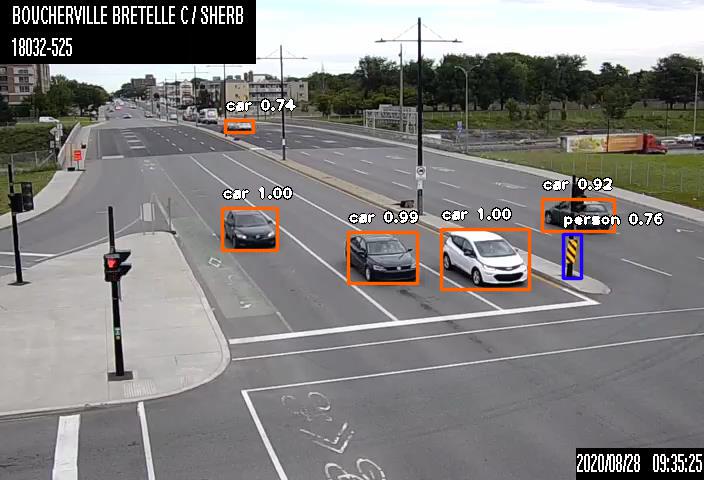 BOUCHERVILLE BRETELLE C / SHERB
18032-525
car 0.74
car 1.00
car 0.99
car 1.00
car 0.92
person 0.76
2020/08/28 09:35:25